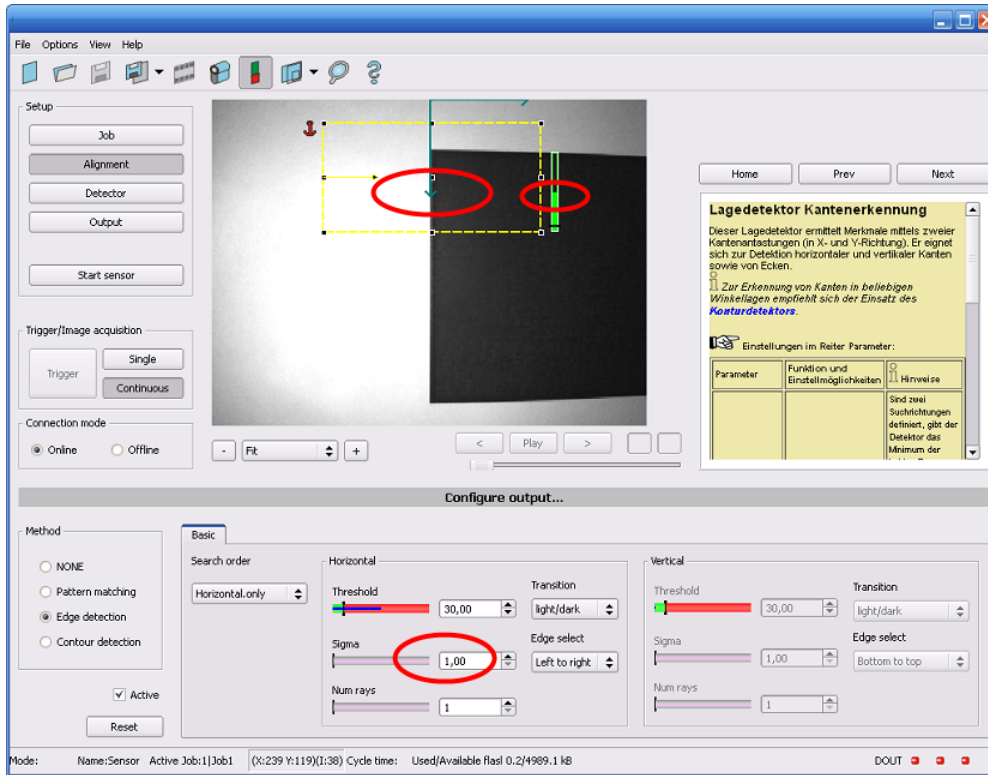 File Options View Help
Setup
Job
Alignment
Detector
Output
Start sensor
Trigger/Image acquisition
Trigger
Single
Continuous
Connection mode
Online Offline
- Fit +
< Play >
Home Prev Next
Lagedetektor Kantenerkennung
Dieser Lagedetektor ermittelt Merkmale mittels zweier
Kantenantastungen (in X- und Y-Richtung). Er eignet
sich zur Detektion horizontaler und vertikaler Kanten
sowie von Ecken.
Zur Erkennung von Kanten in beliebigen
Winkellagen empfiehlt sich der Einsatz des
Konturdetektors.
Einstellungen im Reiter Parameter:
Parameter
Funktion und
Einstellmöglichkeiten
Hinweise
Sind zwei
Suchrichtungen
definiert, gibt der
Detektor das
Minimum der
Configure output...
Method
NONE
Pattern matching
Edge detection
Contour detection
Active
Reset
Basic
Search order
Horizontal.only
Horizontal
Threshold
30,00
Transition
light/dark
Sigma
1,00
Edge select
Left to right
Num rays
1
Vertical
Threshold
30,00
Transition
light/dark
Sigma
1,00
Edge select
Bottom to top
Num rays
1
Mode: Name:Sensor Active Job:1|Job1 (X:239 Y:119)(I:38) Cycle time: Used/Available flasl 0.2/4989.1 kB DOUT